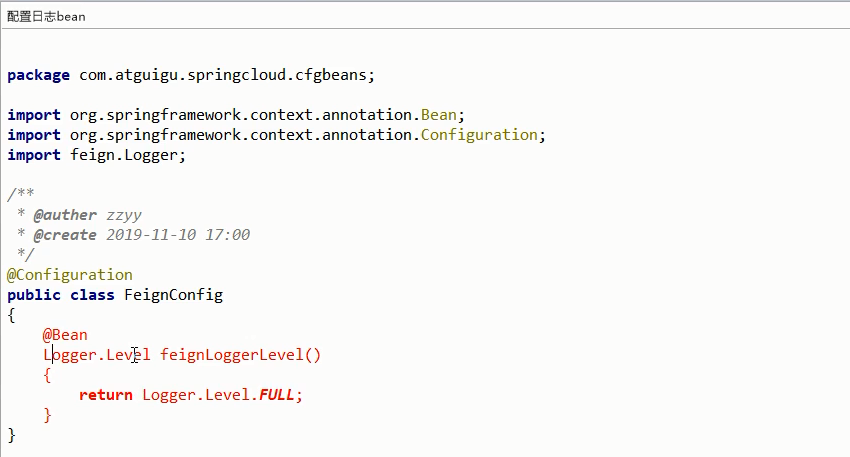 配置日志bean
package com.atguigu.springcloud.cfgbeans;
import org.springframework.context.annotation.Bean;
import org.springframework.context.annotation.Configuration;
import feign.Logger;
/**
 * @auther zzyy
 * @create 2019-11-10 17:00
 */
@Configuration
public class FeignConfig
{
    @Bean
    Logger.Level feignLoggerLevel()
    {
        return Logger.Level.FULL;
    }
}